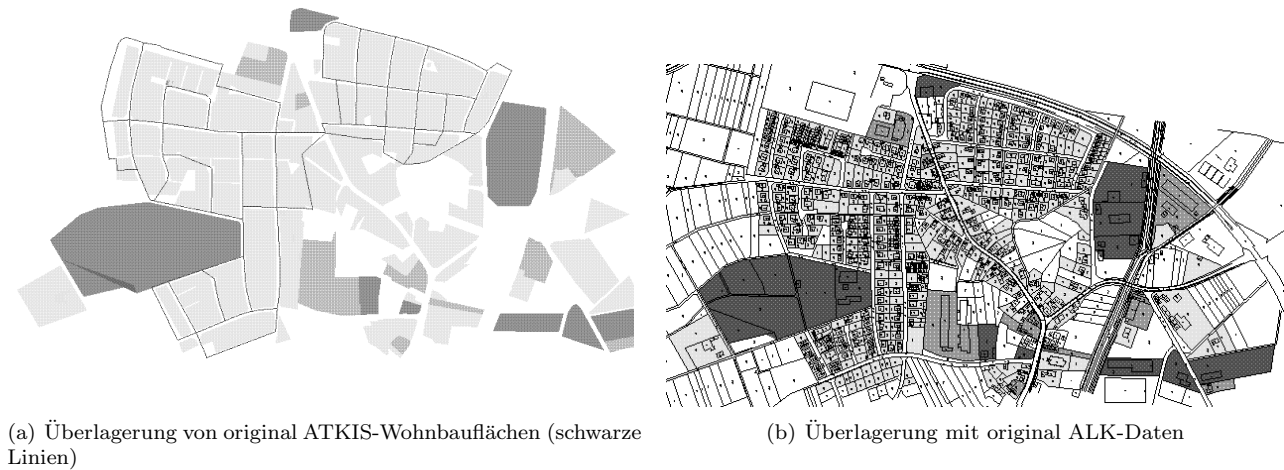 (a) Überlagerung von original ATKIS-Wohnbauflächen (schwarze
Linien)
(b) Überlagerung mit original ALK-Daten